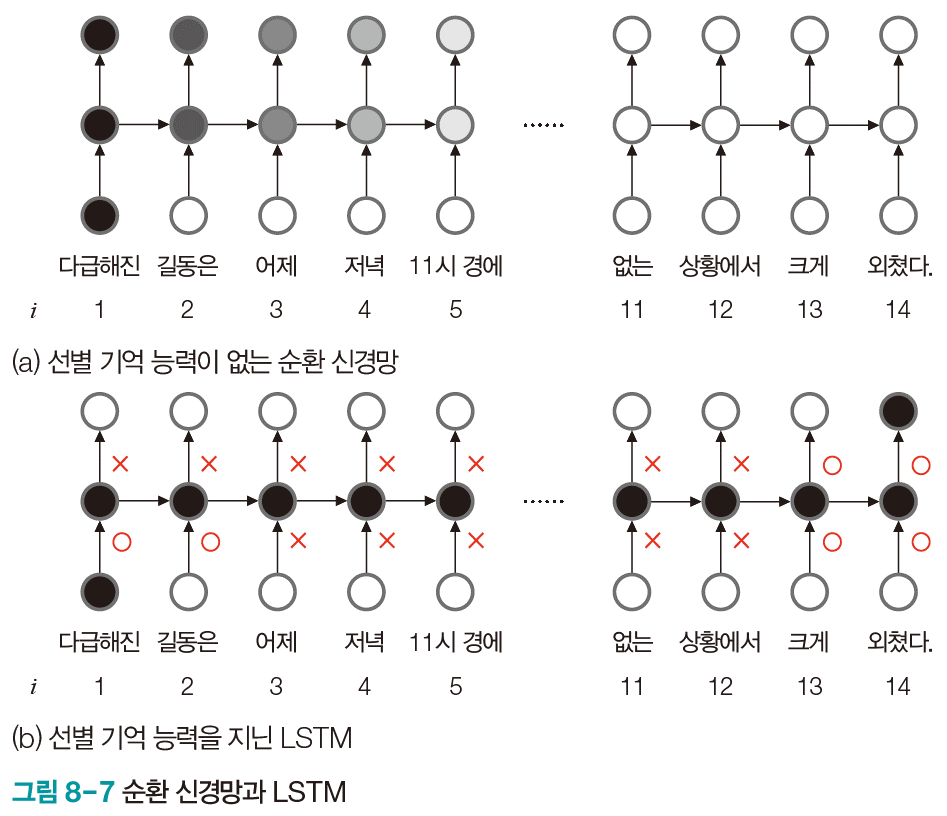 다급해진 길동은 어제 저녁 11시 경에 ...... 없는 상황에서 크게 외쳤다.
i 1 2 3 4 5 11 12 13 14
(a) 선별 기억 능력이 없는 순환 신경망
× × × × × × × ○ ○
○ ○ × × × × × ○ ○
......
다급해진 길동은 어제 저녁 11시 경에 없는 상황에서 크게 외쳤다.
i 1 2 3 4 5 11 12 13 14
(b) 선별 기억 능력을 지닌 LSTM
그림 8-7 순환 신경망과 LSTM